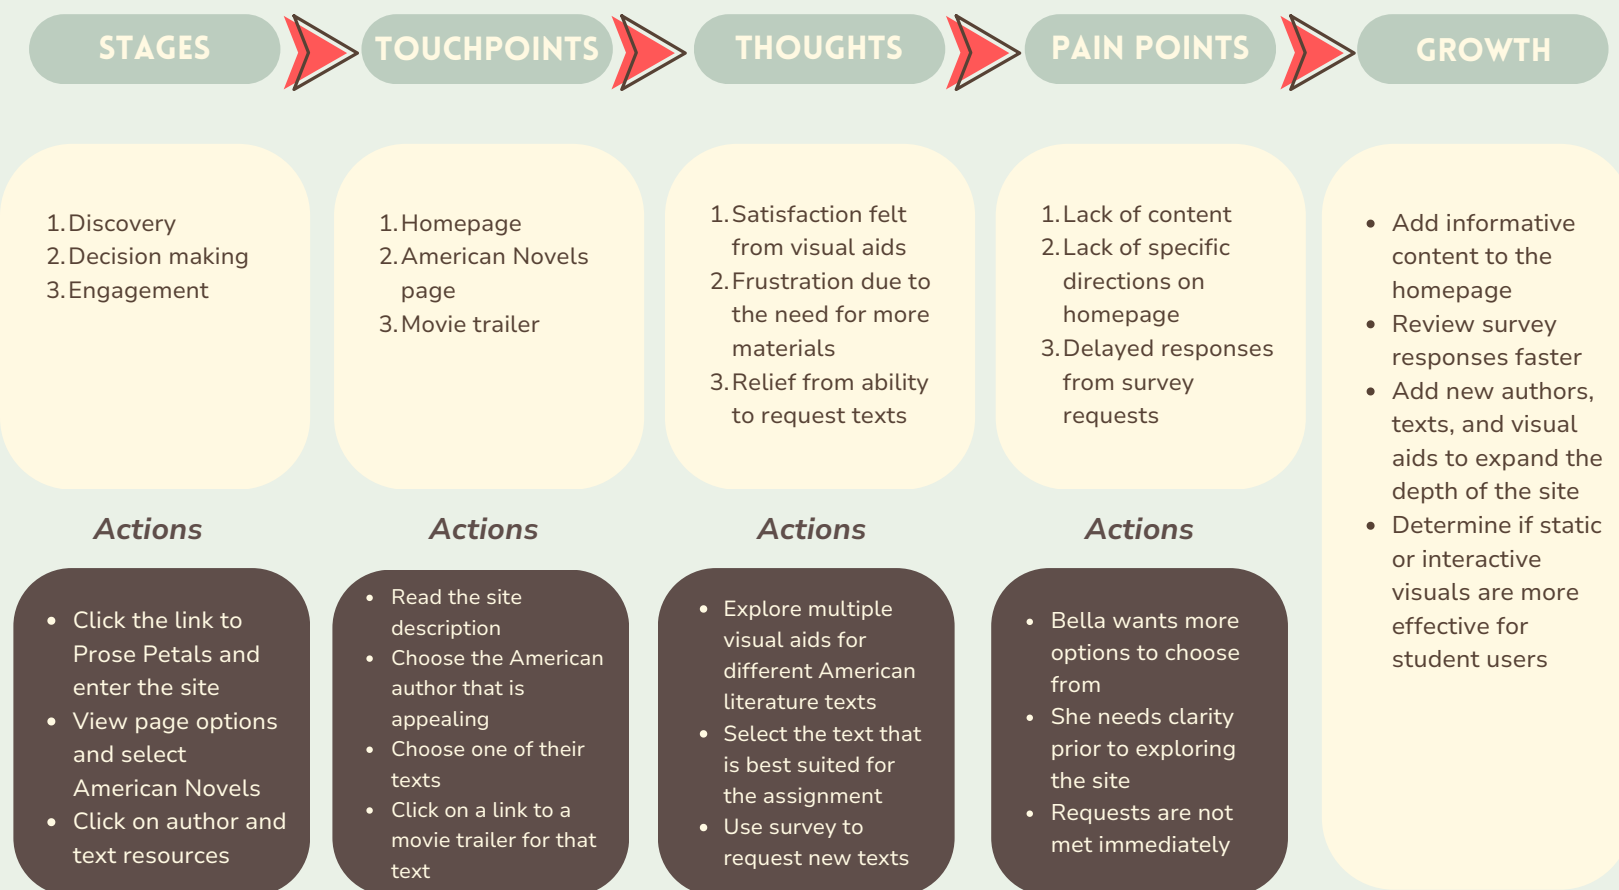 STAGES
TOUCHPOINTS
THOUGHTS
PAIN POINTS
GROWTH
1. Discovery
2. Decision making
3. Engagement
1. Homepage
2. American Novels
page
3. Movie trailer
1. Satisfaction felt
from visual aids
2. Frustration due to
the need for more
materials
3. Relief from ability
to request texts
1. Lack of content
2. Lack of specific
directions on
homepage
3. Delayed responses
from survey
requests
• Add informative
content to the
homepage
• Review survey
responses faster
• Add new authors,
texts, and visual
aids to expand the
depth of the site
• Determine if static
or interactive
visuals are more
effective for
student users
Actions
• Click the link to
Prose Petals and
enter the site
• View page options
and select
American Novels
• Click on author and
text resources
Actions
• Read the site
description
• Choose the American
author that is
appealing
• Choose one of their
texts
• Click on a link to a
movie trailer for that
text
Actions
• Explore multiple
visual aids for
different American
literature texts
• Select the text that
is best suited for
the assignment
• Use survey to
request new texts
Actions
• Bella wants more
options to choose
from
• She needs clarity
prior to exploring
the site
• Requests are not
met immediately